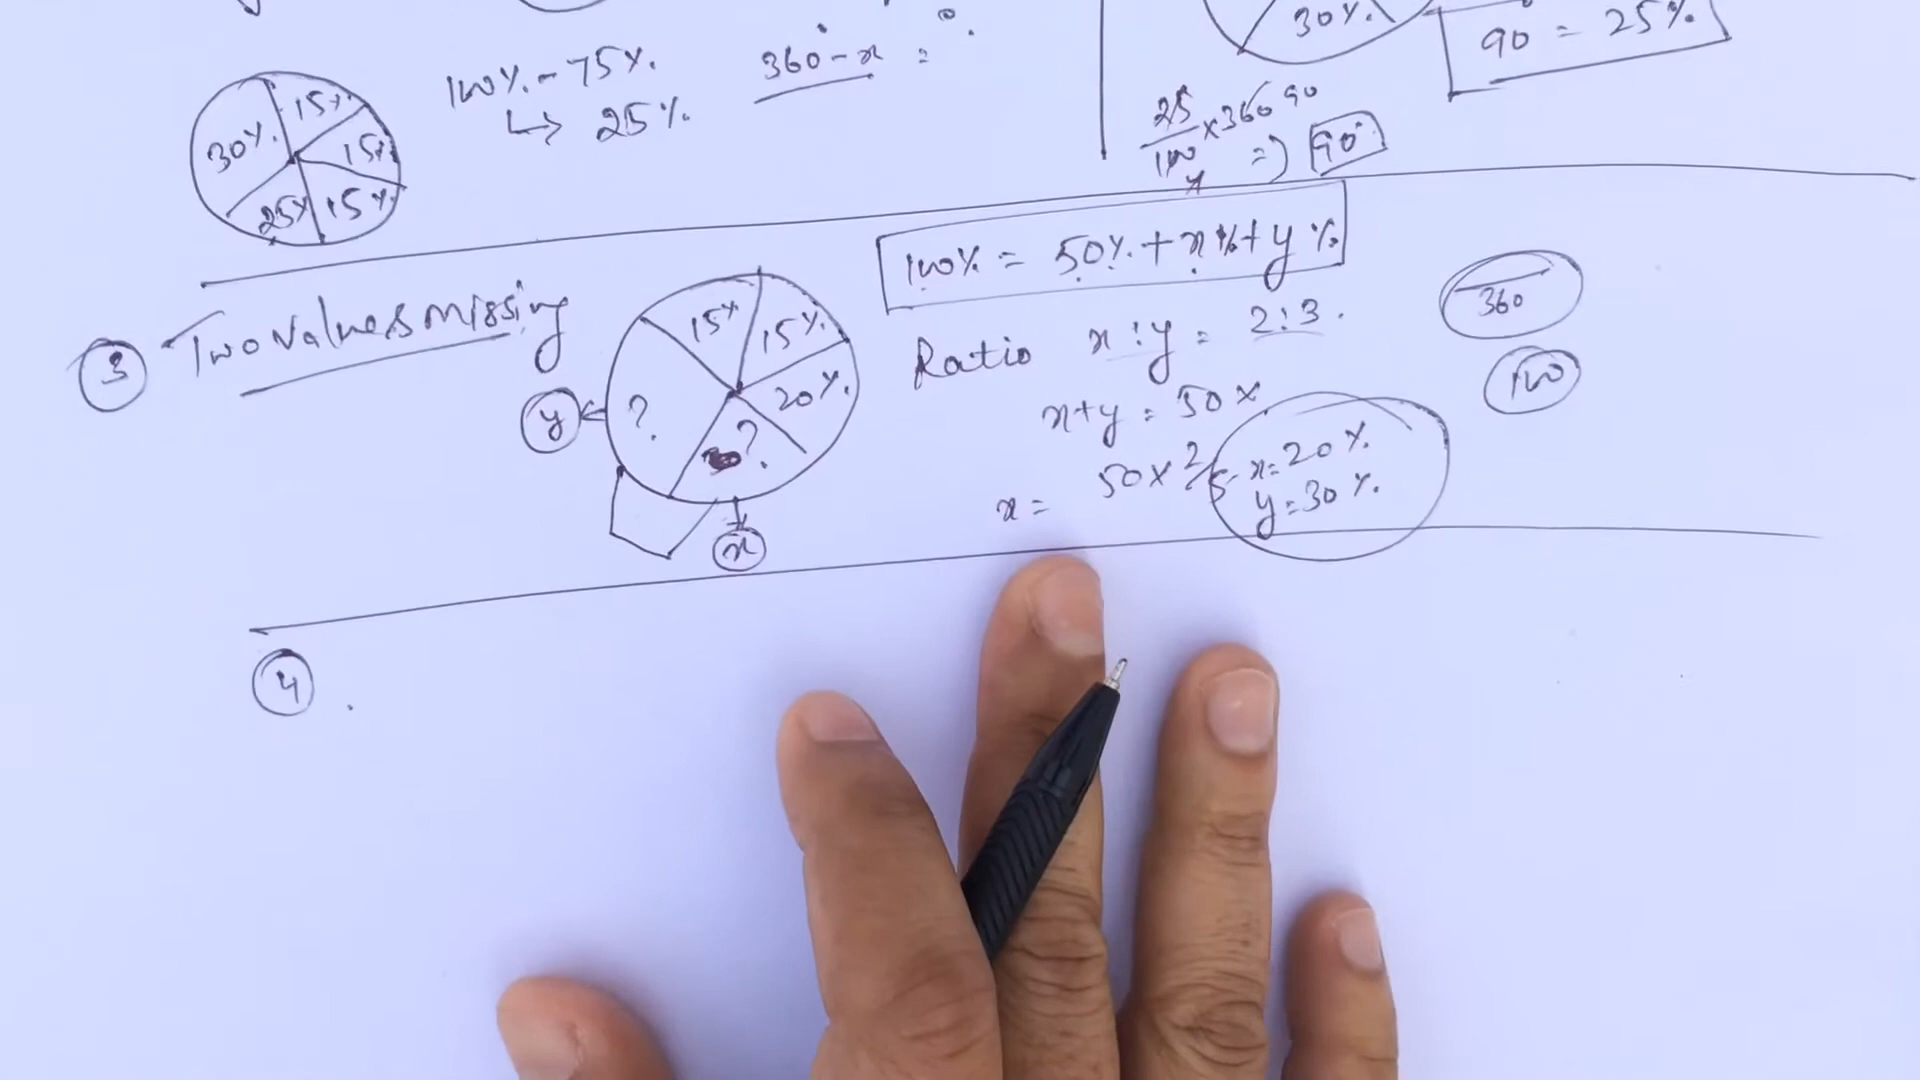 30%
90° = 25%
100% - 75%
↳ 25%
360° - x = °.
25/100 × 360 90
=) 90°
30%
15%
15%
15%
25%
100% = 50% + x% + y%
3 Two Values Missing
15%
15%
20%
?
?
y
x
Ratio x : y = 2:3.
x+y = 50%
x = 50 × 2/5
x = 20%
y = 30%
360
100
4 .